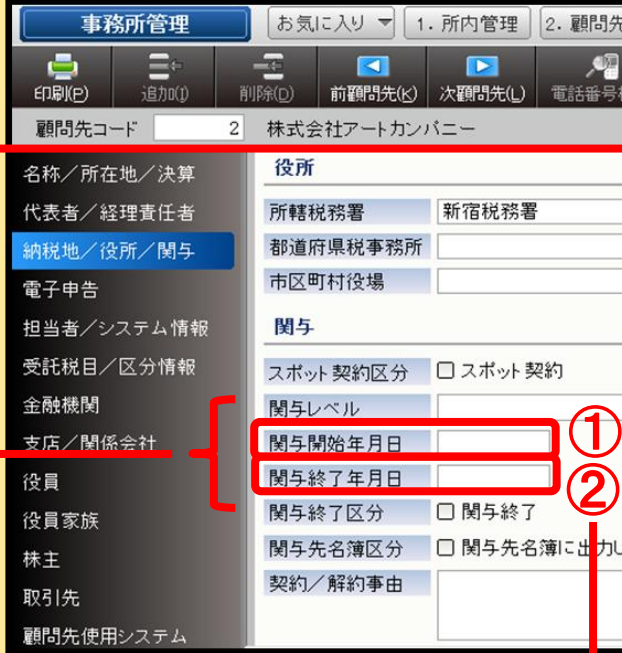 事務所管理 お気に入り 1. 所内管理 2. 顧問先
印刷(P) 追加(I) 削除(D) 前顧問先(K) 次顧問先(L) 電話番号
顧問先コード 2 株式会社アートカンパニー
名称／所在地／決算
代表者／経理責任者
納税地／役所／関与
電子申告
担当者／システム情報
受託税目／区分情報
金融機関
支店／関係会社
役員
役員家族
株主
取引先
顧問先使用システム
役所
所轄税務署 新宿税務署
都道府県税事務所
市区町村役場
関与
スポット契約区分 スポット契約
関与レベル
関与開始年月日 ①
関与終了年月日 ②
関与終了区分 関与終了
関与先名簿区分 関与先名簿に出力し
契約／解約事由